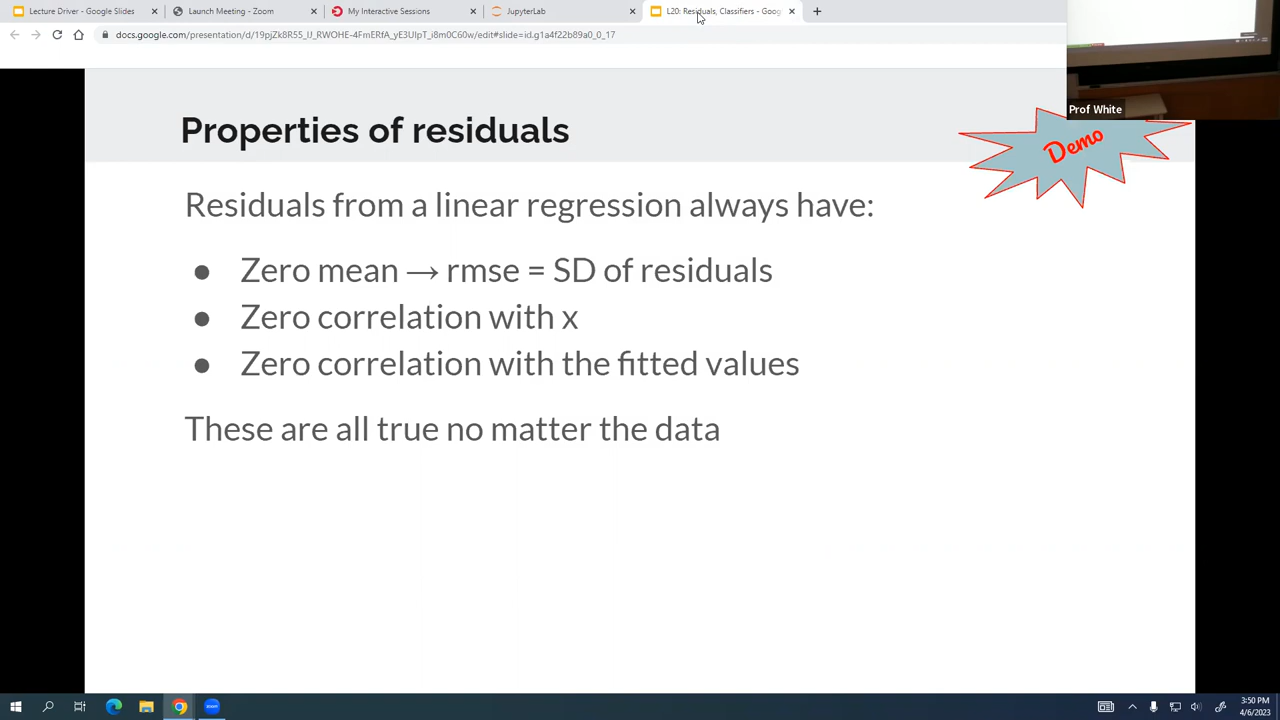 Lecture Driver - Google Slides
Launch Meeting - Zoom
My Interactive Sessions
JupyterLab
L20: Residuals, Classifiers - Goog
docs.google.com/presentation/d/19pjZk8R55_lJ_RWOHE-4FmERfA_yE3UIpT_i8m0C60w/edit#slide=id.g1a4f22b89a0_0_17
Prof White
Properties of residuals
Demo
Residuals from a linear regression always have:
● Zero mean → rmse = SD of residuals
● Zero correlation with x
● Zero correlation with the fitted values
These are all true no matter the data
zoom
3:50 PM
4/6/2023